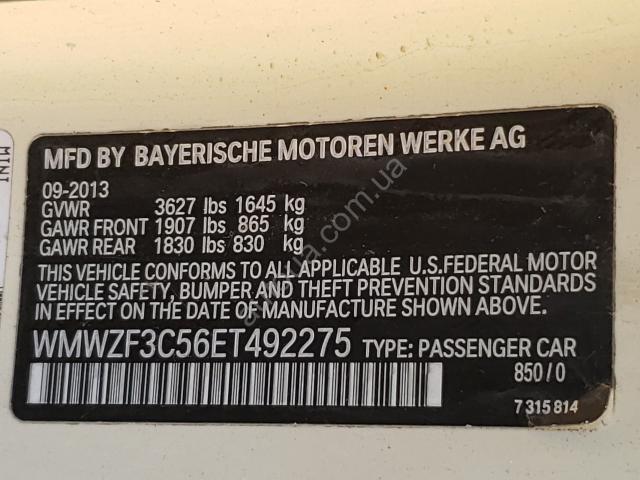 MFD BY BAYERISCHE MOTOREN WERKE AG
09-2013
GVWR 3627 lbs 1645 kg
GAWR FRONT 1907 lbs 865 kg
GAWR REAR 1830 lbs 830 kg
THIS VEHICLE CONFORMS TO ALL APPLICABLE U.S.FEDERAL MOTOR
VEHICLE SAFETY, BUMPER AND THEFT PREVENTION STANDARDS
IN EFFECT ON THE DATE OF MANUFACTURE SHOWN ABOVE.
WMWZF3C56ET492275 TYPE: PASSENGER CAR
850/0
7 315 814
MINI